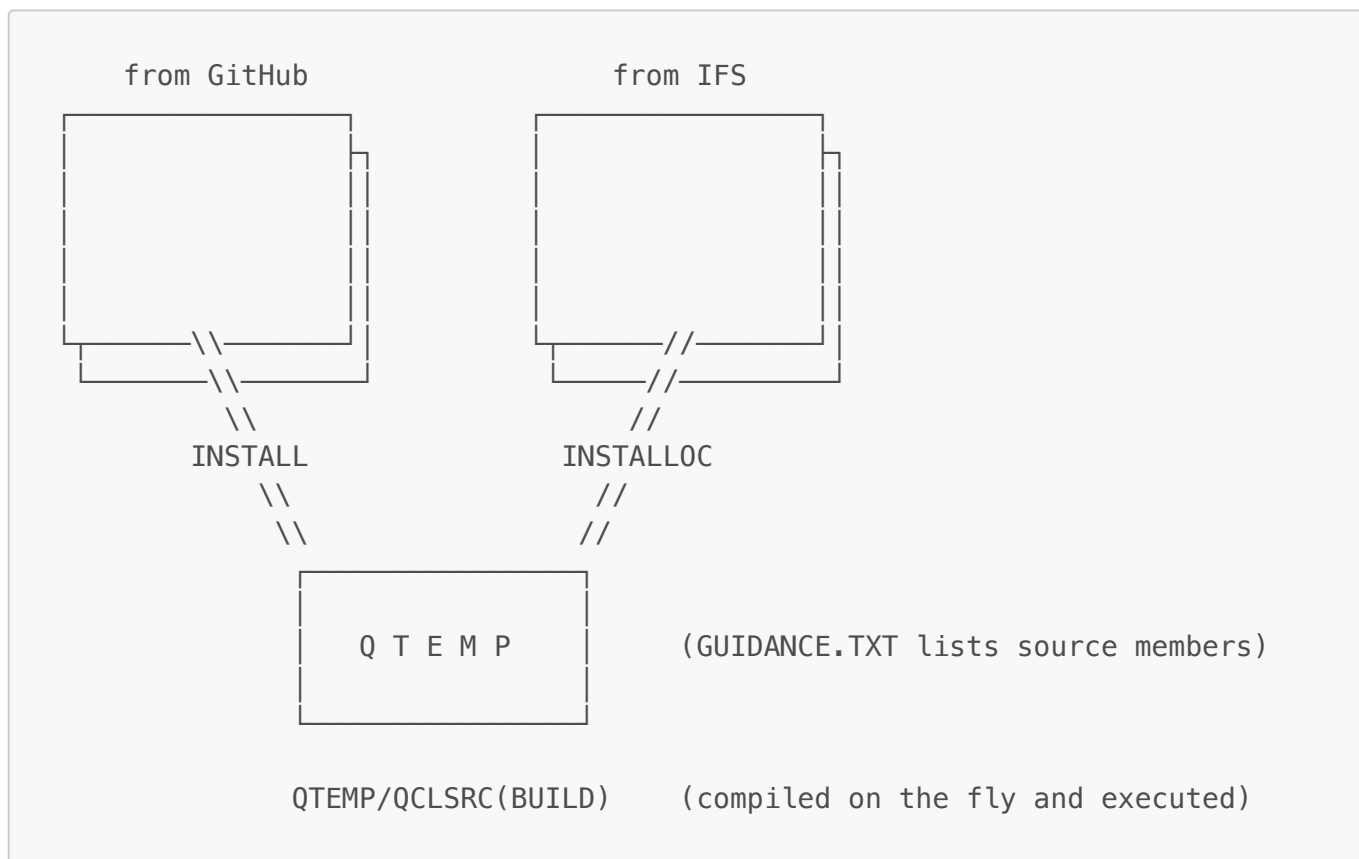 from GitHub from IFS
INSTALL INSTALLOC
Q T E M P (GUIDANCE.TXT lists source members)
QTEMP/QCLSRC(BUILD) (compiled on the fly and executed)